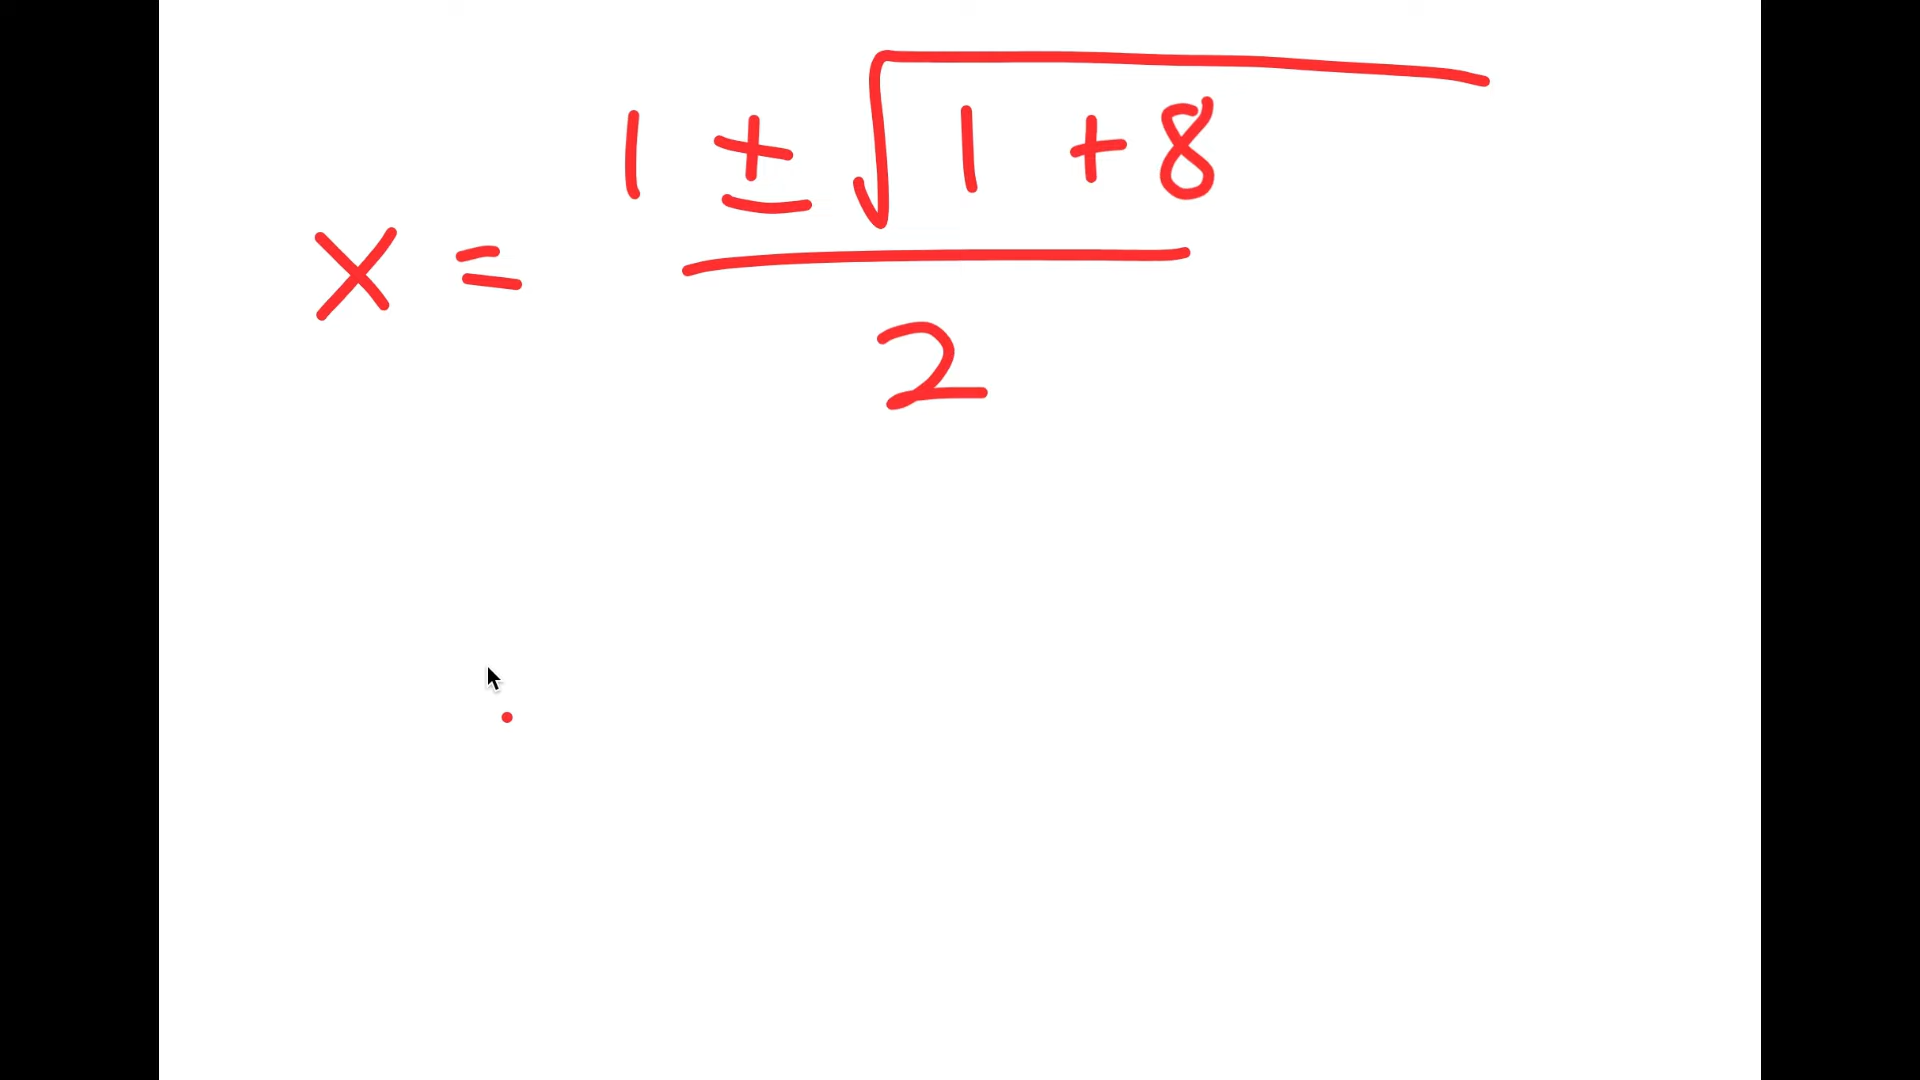 x = (1 ± √(1 + 8)) / 2